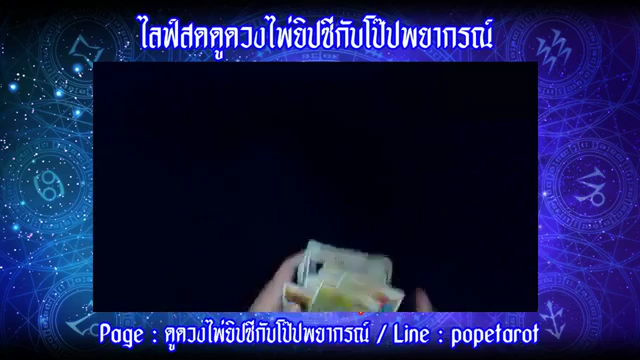 ไลฟ์สดดูดวงไพ่ยิปซีกับโป๊ปพยากรณ์
Page : ดูดวงไพ่ยิปซีกับโป๊ปพยากรณ์ / Line : popetarot